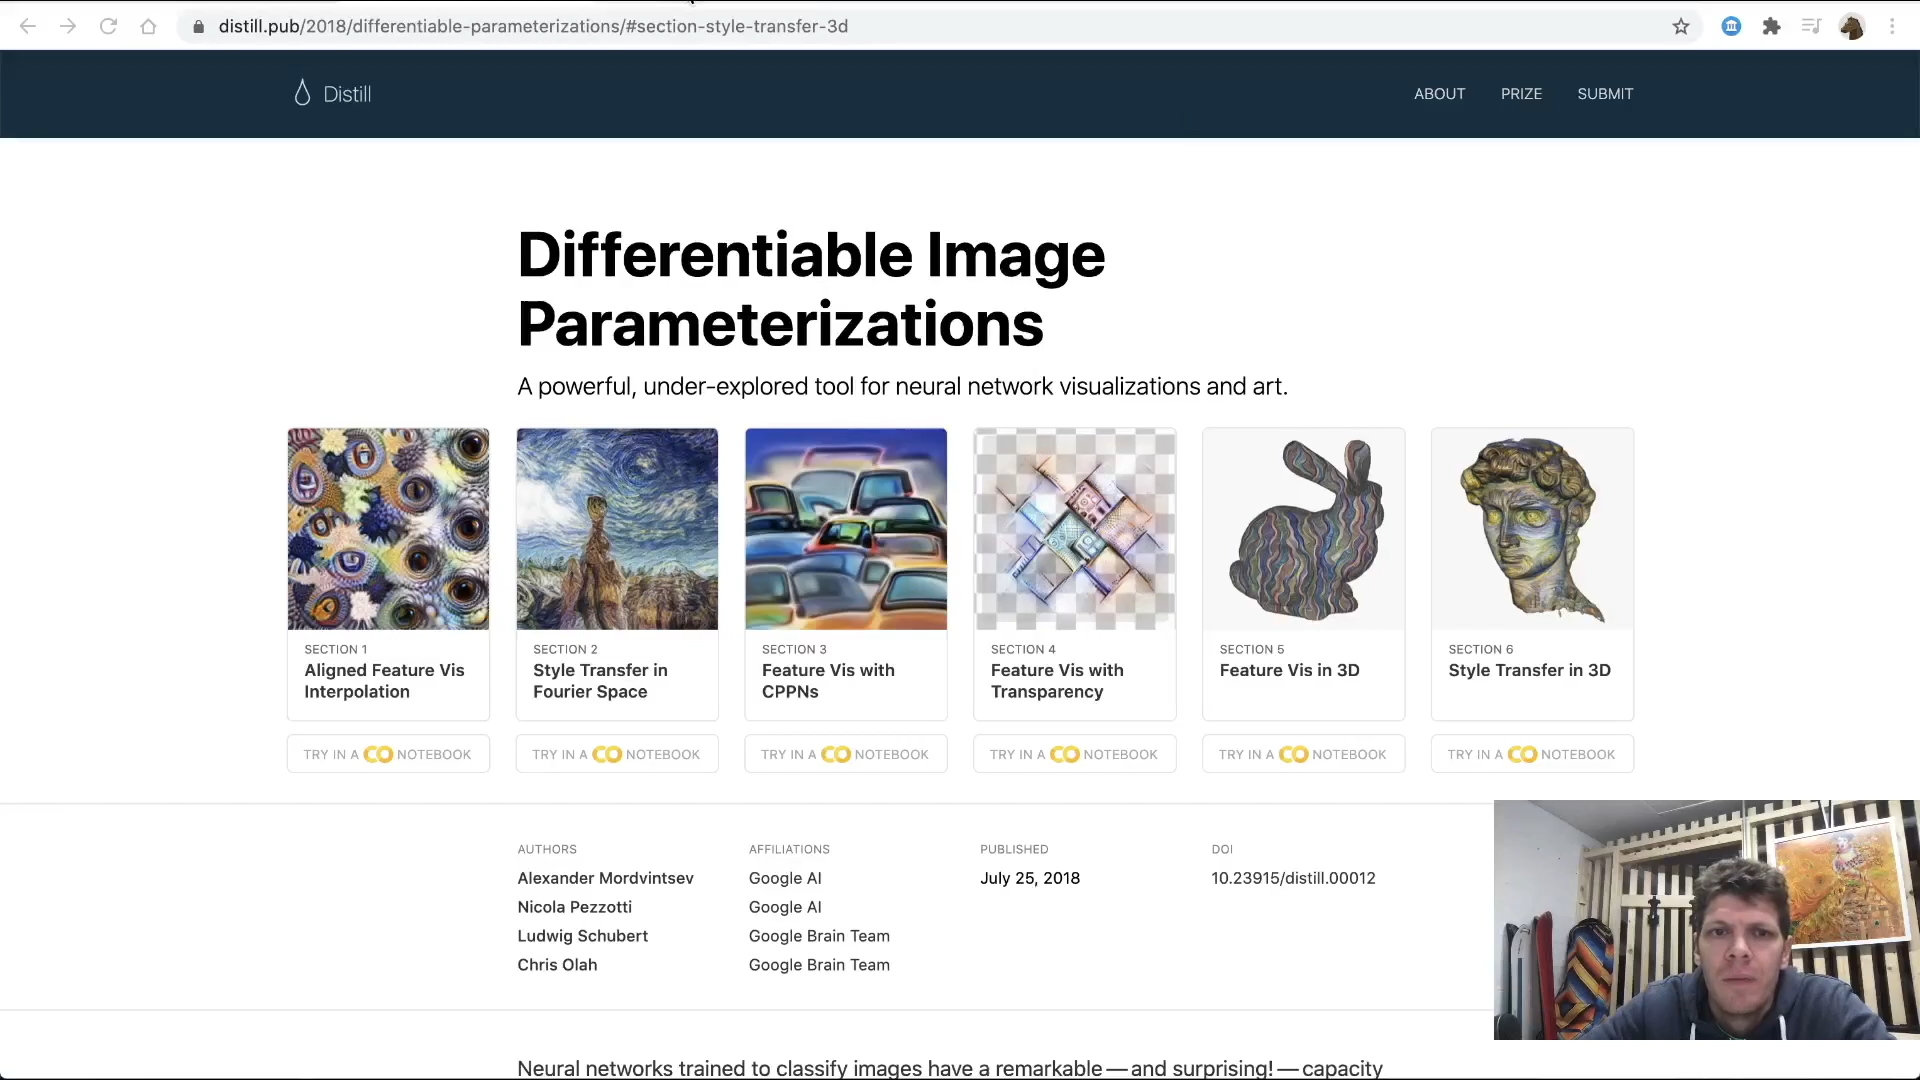 distill.pub/2018/differentiable-parameterizations/#section-style-transfer-3d
Distill
ABOUT PRIZE SUBMIT
Differentiable Image
Parameterizations
A powerful, under-explored tool for neural network visualizations and art.
SECTION 1
Aligned Feature Vis
Interpolation
TRY IN A CO NOTEBOOK
SECTION 2
Style Transfer in
Fourier Space
TRY IN A CO NOTEBOOK
SECTION 3
Feature Vis with
CPPNs
TRY IN A CO NOTEBOOK
SECTION 4
Feature Vis with
Transparency
TRY IN A CO NOTEBOOK
SECTION 5
Feature Vis in 3D
TRY IN A CO NOTEBOOK
SECTION 6
Style Transfer in 3D
TRY IN A CO NOTEBOOK
AUTHORS
Alexander Mordvintsev
Nicola Pezzotti
Ludwig Schubert
Chris Olah
AFFILIATIONS
Google AI
Google AI
Google Brain Team
Google Brain Team
PUBLISHED
July 25, 2018
DOI
10.23915/distill.00012
Neural networks trained to classify images have a remarkable — and surprising! — capacity